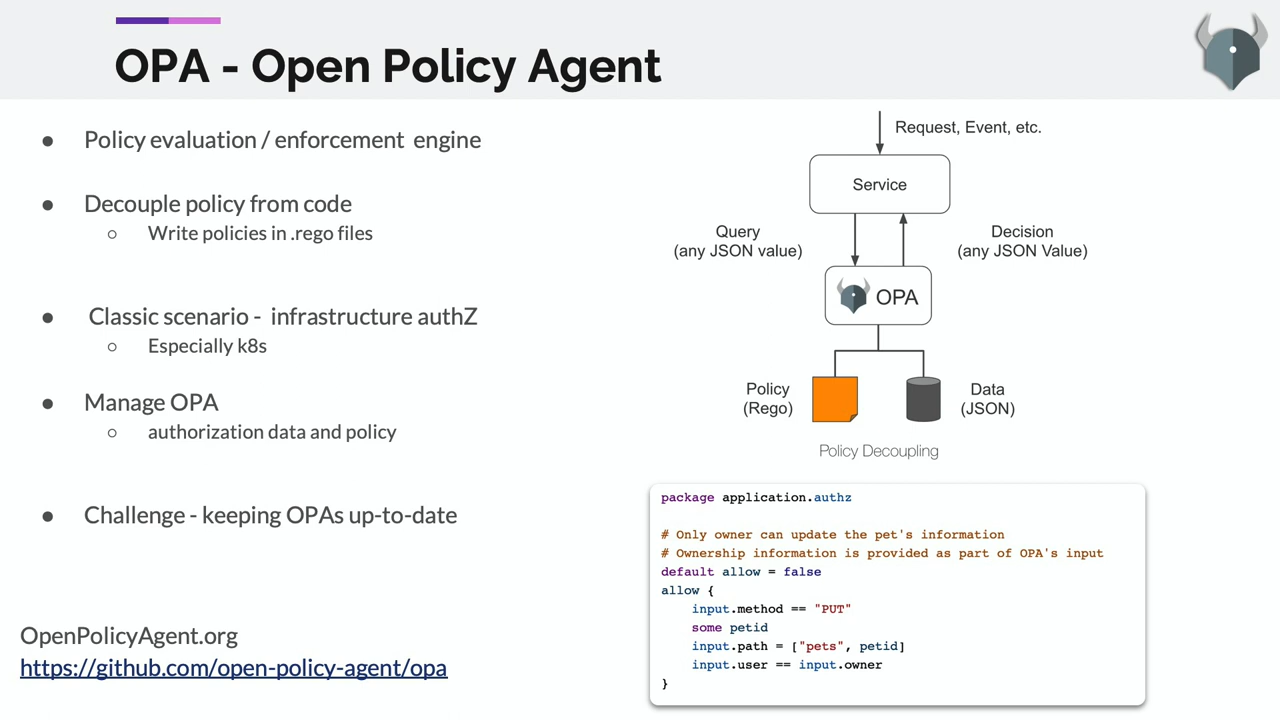 OPA - Open Policy Agent
● Policy evaluation / enforcement engine
● Decouple policy from code
○ Write policies in .rego files
● Classic scenario - infrastructure authZ
○ Especially k8s
● Manage OPA
○ authorization data and policy
● Challenge - keeping OPAs up-to-date
OpenPolicyAgent.org
https://github.com/open-policy-agent/opa
Request, Event, etc.
Service
Query
(any JSON value)
Decision
(any JSON Value)
OPA
Policy
(Rego)
Data
(JSON)
Policy Decoupling
package application.authz
# Only owner can update the pet's information
# Ownership information is provided as part of OPA's input
default allow = false
allow {
    input.method == "PUT"
    some petid
    input.path = ["pets", petid]
    input.user == input.owner
}